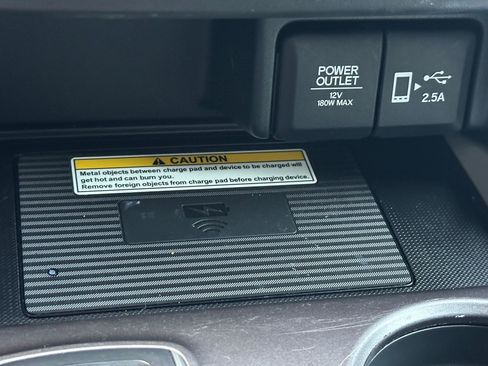 POWER
OUTLET
12V
180W MAX
2.5A
CAUTION
Metal objects between charge pad and device to be charged will
get hot and can burn you.
Remove foreign objects from charge pad before charging device.